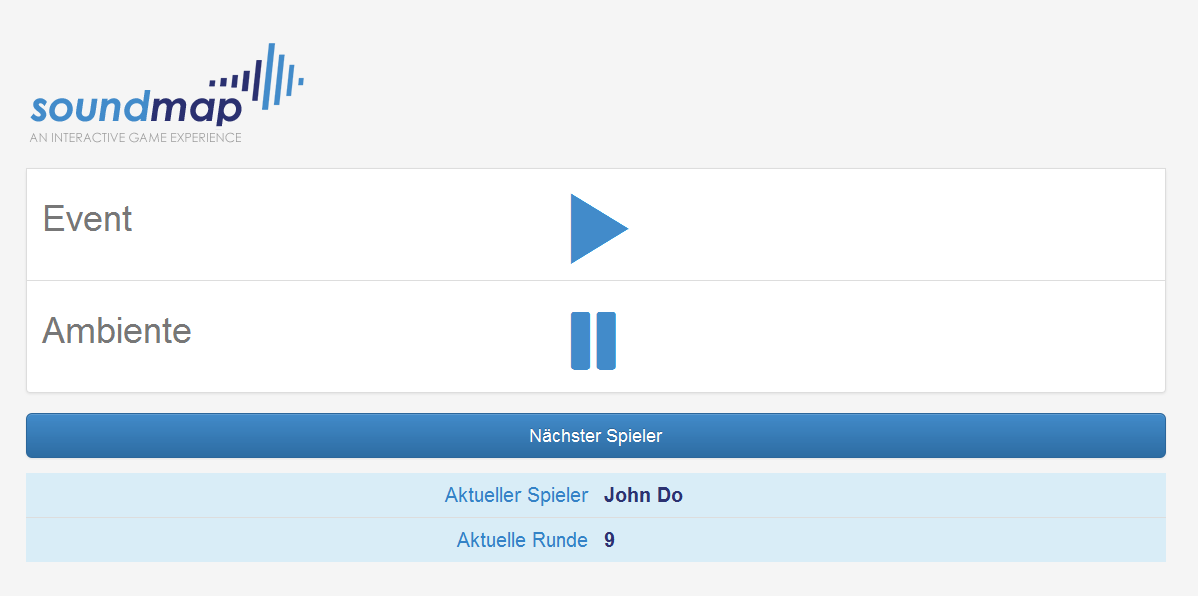 soundmap
AN INTERACTIVE GAME EXPERIENCE
Event
Ambiente
Nächster Spieler
Aktueller Spieler John Do
Aktuelle Runde 9